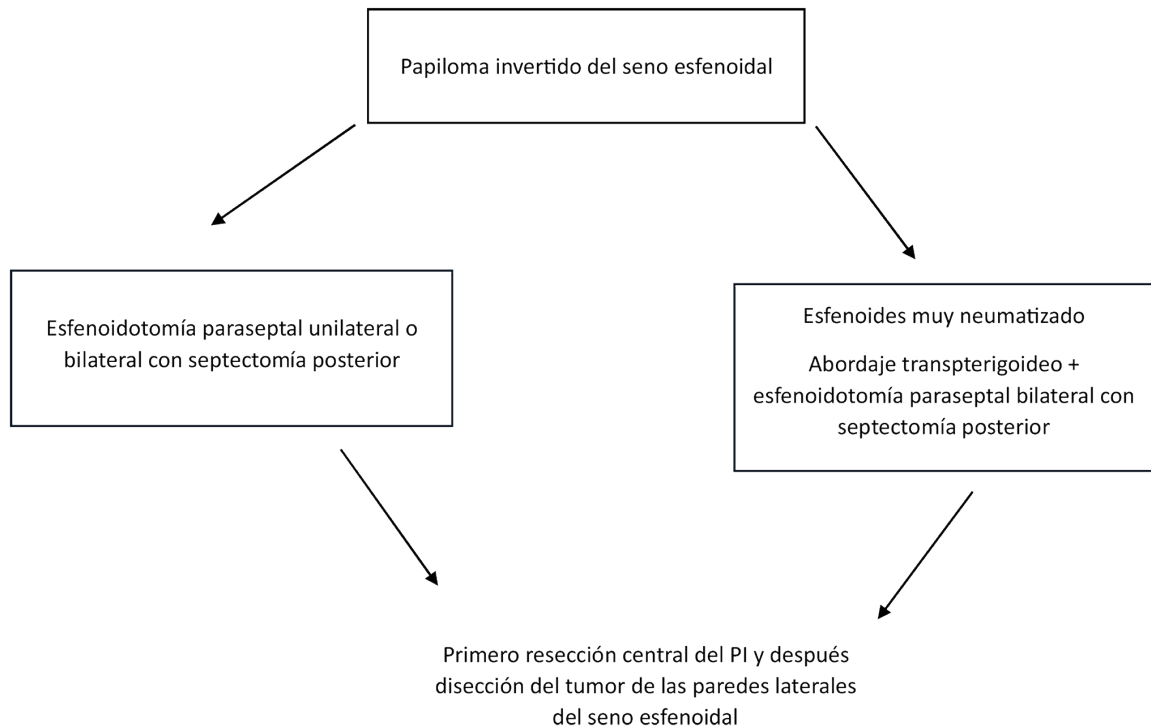 Papiloma invertido del seno esfenoidal
Esfenoidotomía paraseptal unilateral o
bilateral con septectomía posterior
Esfenoides muy neumatizado
Abordaje transpterigoideo +
esfenoidotomía paraseptal bilateral con
septectomía posterior
Primero resección central del PI y después
disección del tumor de las paredes laterales
del seno esfenoidal